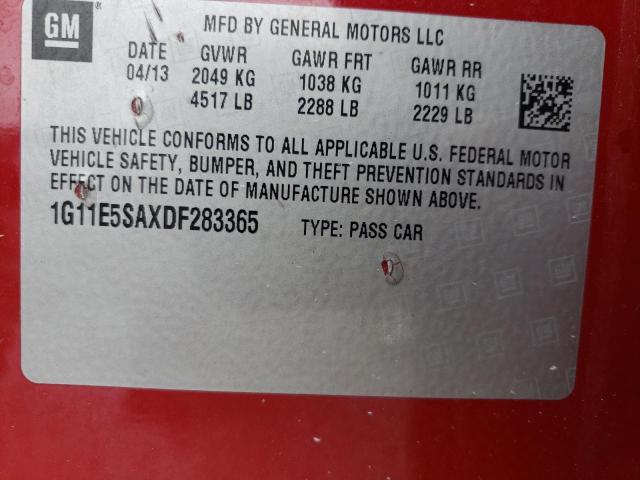 GM
MFD BY GENERAL MOTORS LLC
DATE GVWR GAWR FRT GAWR RR
04/13 2049 KG 1038 KG 1011 KG
4517 LB 2288 LB 2229 LB
THIS VEHICLE CONFORMS TO ALL APPLICABLE U.S. FEDERAL MOTOR
VEHICLE SAFETY, BUMPER, AND THEFT PREVENTION STANDARDS IN
EFFECT ON THE DATE OF MANUFACTURE SHOWN ABOVE.
1G11E5SAXDF283365 TYPE: PASS CAR